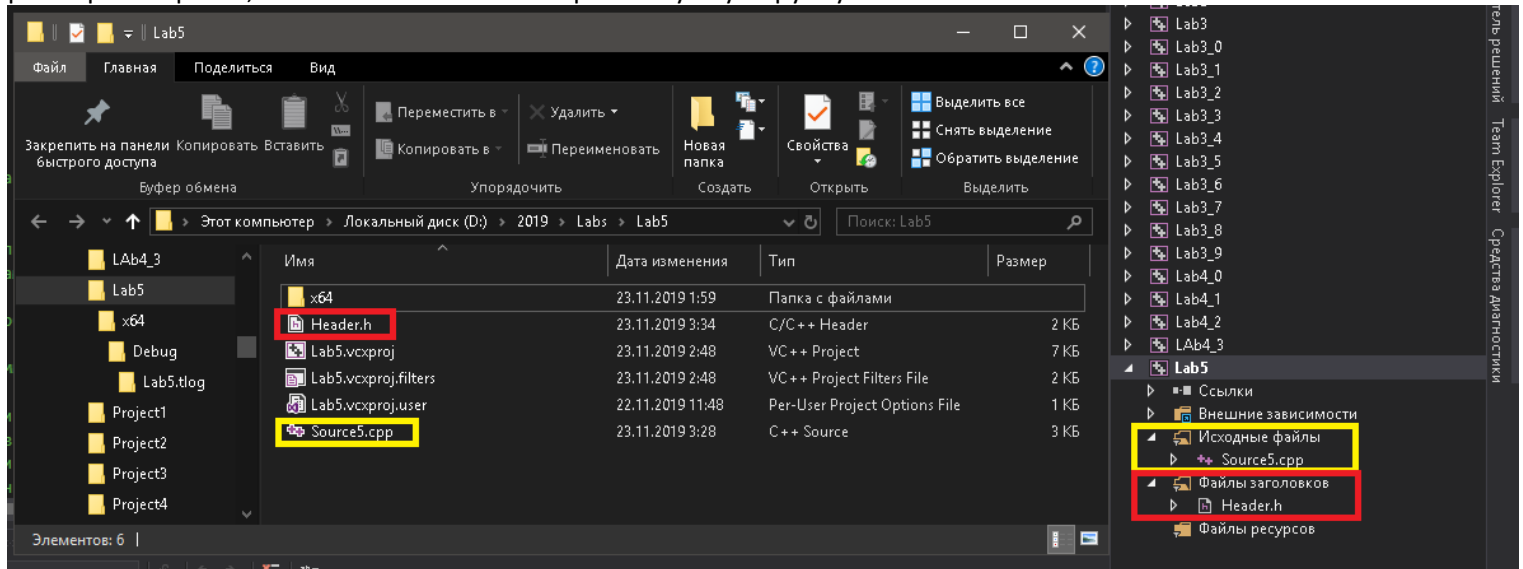 Lab5
Файл Главная Поделиться Вид
Закрепить на панели быстрого доступа
Копировать
Вставить
Переместить в
Копировать в
Удалить
Переименовать
Новая папка
Свойства
Выделить все
Снять выделение
Обратить выделение
Буфер обмена Упорядочить Создать Открыть Выделить
Этот компьютер > Локальный диск (D:) > 2019 > Labs > Lab5
Поиск: Lab5
LAb4_3
Lab5
x64
Debug
Lab5.tlog
Project1
Project2
Project3
Project4
Имя Дата изменения Тип Размер
x64 23.11.2019 1:59 Папка с файлами
Header.h 23.11.2019 3:34 C/C++ Header 2 КБ
Lab5.vcxproj 23.11.2019 2:48 VC++ Project 7 КБ
Lab5.vcxproj.filters 23.11.2019 2:48 VC++ Project Filters File 2 КБ
Lab5.vcxproj.user 22.11.2019 11:48 Per-User Project Options File 1 КБ
Source5.cpp 23.11.2019 3:28 C++ Source 3 КБ
Элементов: 6
Lab3
Lab3_0
Lab3_1
Lab3_2
Lab3_3
Lab3_4
Lab3_5
Lab3_6
Lab3_7
Lab3_8
Lab3_9
Lab4_0
Lab4_1
Lab4_2
LAb4_3
Lab5
Ссылки
Внешние зависимости
Исходные файлы
Source5.cpp
Файлы заголовков
Header.h
Файлы ресурсов
решений
Team Explorer
Средства диагностики